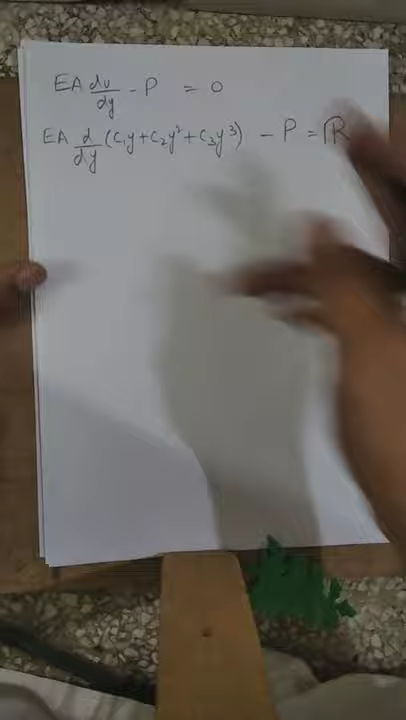 EA du/dy - P = 0
EA d/dy (C₁y + C₂y² + C₃y³) - P = R